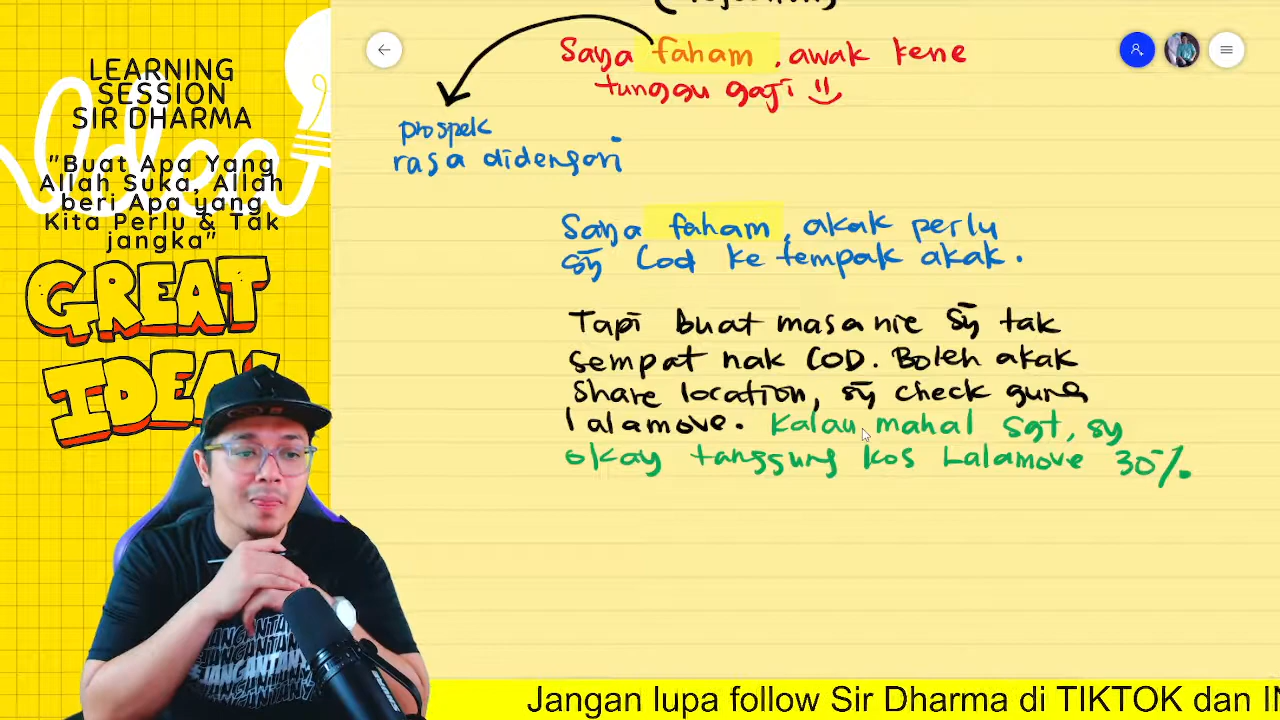 LEARNING
SESSION
SIR DHARMA
"Buat Apa Yang
Allah Suka, Allah
beri Apa yang
Kita Perlu & Tak
jangka"
GREAT
IDEA
Saya faham, awak kene
tunggu gaji
prospek
rasa didengari
Saya faham, akak perlu
sy Cod ke tempak akak.
Tapi buat masa nie sy tak
sempat nak COD. Boleh akak
Share location, sy check guna
lalamove. Kalau mahal sgt, sy
okay tanggung kos Lalamove 30%
#JANGANTANY
Jangan lupa follow Sir Dharma di TIKTOK dan IN